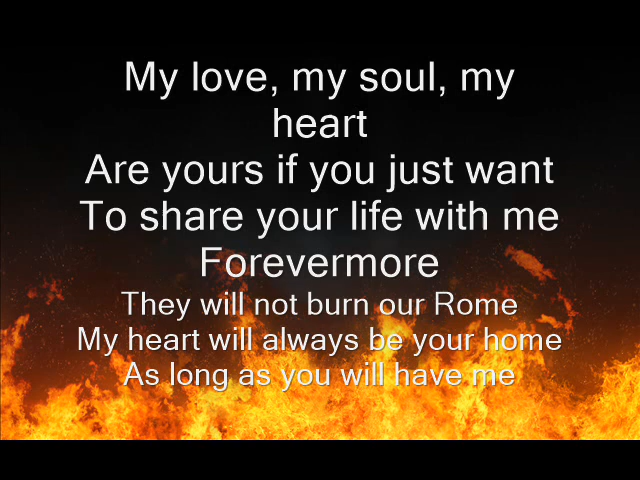 My love, my soul, my
heart
Are yours if you just want
To share your life with me
Forevermore
They will not burn our Rome
My heart will always be your home
As long as you will have me